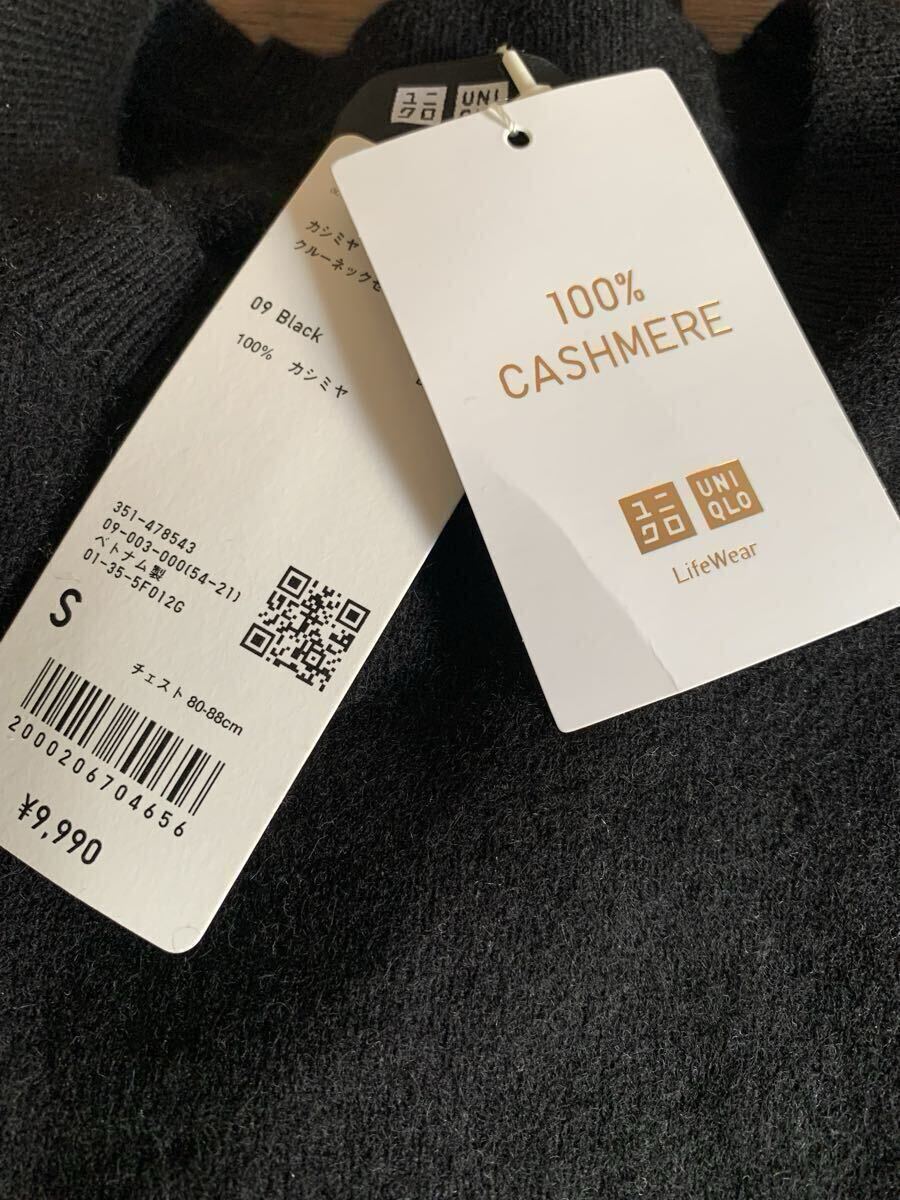 ユニ
クロ
UNI
カシミヤ
クルーネックセ
09 Black
100% カシミヤ
351-478543
09-003-000(54-21)
ベトナム製
01-35-5F012G
S
チェスト 80-88cm
2000206704656
¥9,990
100%
CASHMERE
ユニ
クロ
UNI
QLO
LifeWear